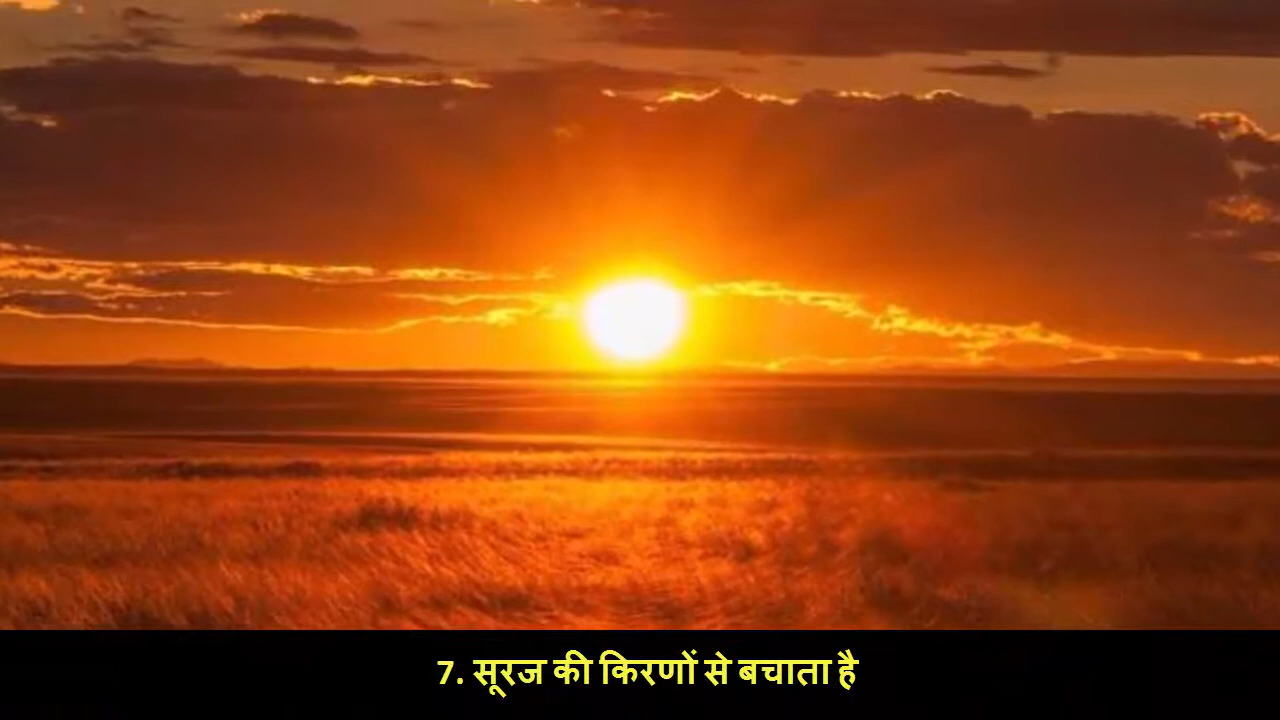 7. सूरज की किरणों से बचाता है